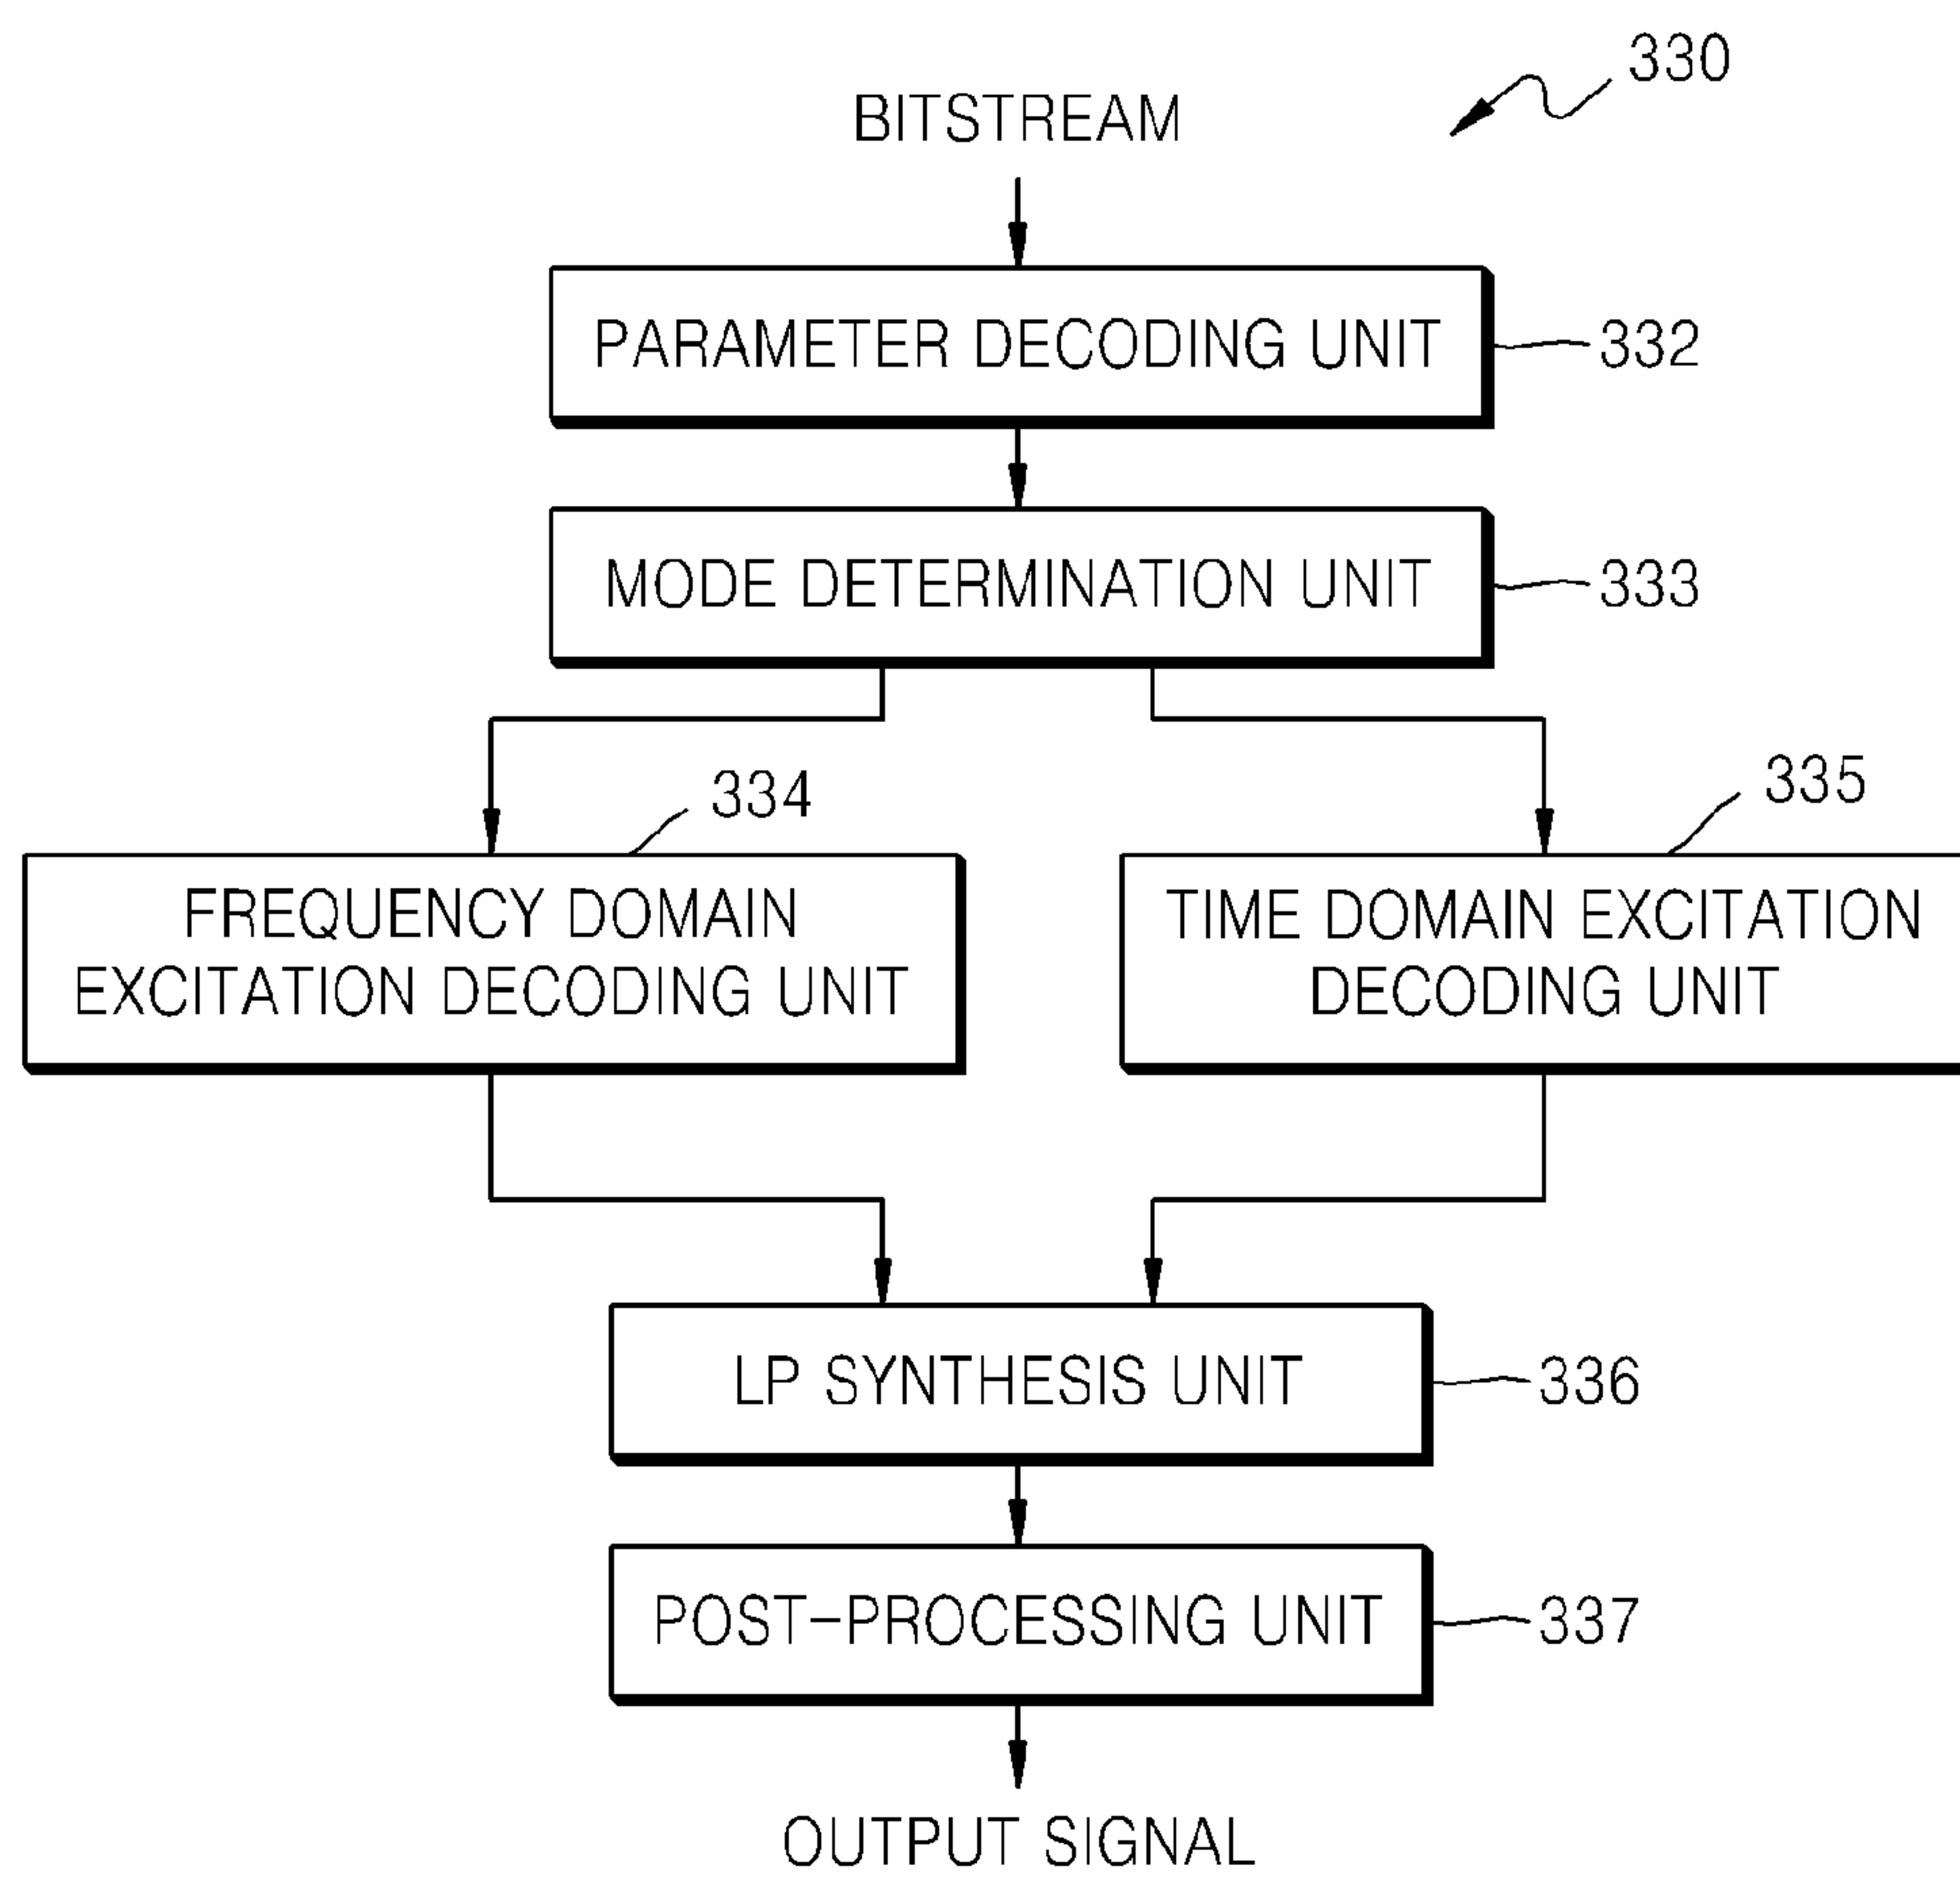 330
BITSTREAM
PARAMETER DECODING UNIT
332
MODE DETERMINATION UNIT
333
334
335
FREQUENCY DOMAIN
EXCITATION DECODING UNIT
TIME DOMAIN EXCITATION
DECODING UNIT
LP SYNTHESIS UNIT
336
POST-PROCESSING UNIT
337
OUTPUT SIGNAL